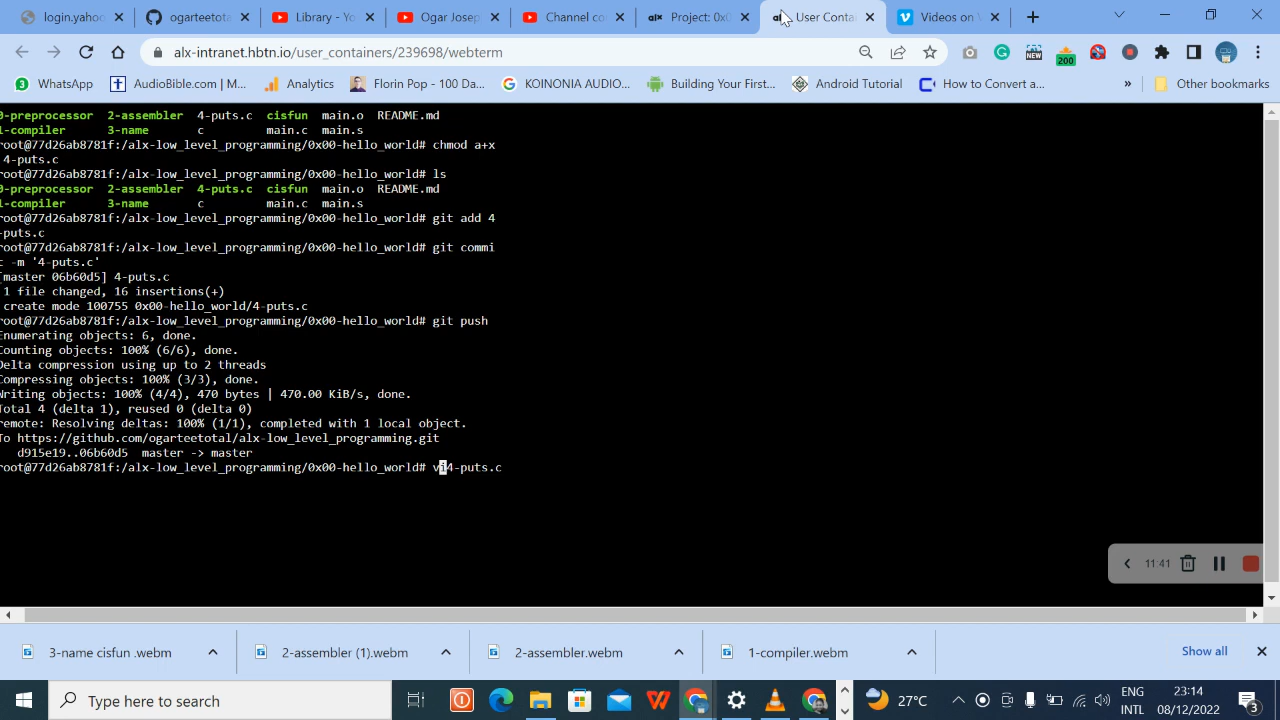 login.yahoo
ogarteetota
Library - Yo
Ogar Josep
Channel co
Project: 0x0
User Conta
Videos on V
alx-intranet.hbtn.io/user_containers/239698/webterm
NEW
200
3 WhatsApp
AudioBible.com | M...
Analytics
Florin Pop - 100 Da...
KOINONIA AUDIO...
Building Your First...
Android Tutorial
How to Convert a...
»
Other bookmarks
0-preprocessor 2-assembler 4-puts.c cisfun main.o README.md
1-compiler 3-name c main.c main.s
root@77d26ab8781f:/alx-low_level_programming/0x00-hello_world# chmod a+x
4-puts.c
root@77d26ab8781f:/alx-low_level_programming/0x00-hello_world# ls
0-preprocessor 2-assembler 4-puts.c cisfun main.o README.md
1-compiler 3-name c main.c main.s
root@77d26ab8781f:/alx-low_level_programming/0x00-hello_world# git add 4
-puts.c
root@77d26ab8781f:/alx-low_level_programming/0x00-hello_world# git commi
c -m '4-puts.c'
[master 06b60d5] 4-puts.c
1 file changed, 16 insertions(+)
create mode 100755 0x00-hello_world/4-puts.c
root@77d26ab8781f:/alx-low_level_programming/0x00-hello_world# git push
Enumerating objects: 6, done.
Counting objects: 100% (6/6), done.
Delta compression using up to 2 threads
Compressing objects: 100% (3/3), done.
Writing objects: 100% (4/4), 470 bytes | 470.00 KiB/s, done.
Total 4 (delta 1), reused 0 (delta 0)
remote: Resolving deltas: 100% (1/1), completed with 1 local object.
To https://github.com/ogarteetotal/alx-low_level_programming.git
d915e19..06b60d5 master -> master
root@77d26ab8781f:/alx-low_level_programming/0x00-hello_world# vi4-puts.c
11:41
3-name cisfun .webm
2-assembler (1).webm
2-assembler.webm
1-compiler.webm
Show all
Type here to search
27°C
ENG
INTL
23:14
08/12/2022
3